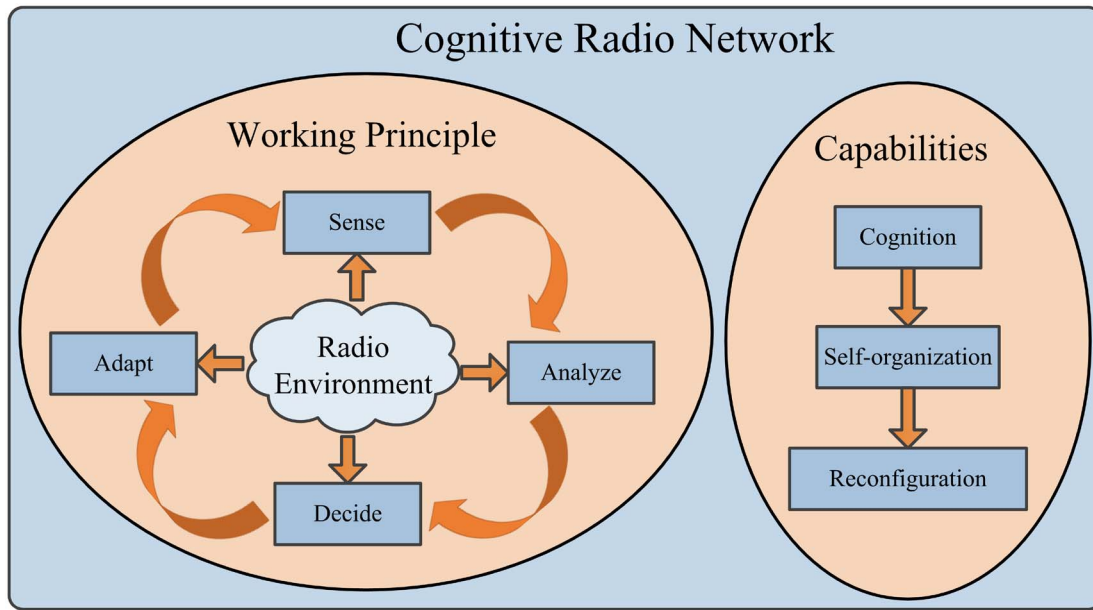 Cognitive Radio Network
Working Principle
Sense
Adapt
Radio
Environment
Analyze
Decide
Capabilities
Cognition
Self-organization
Reconfiguration